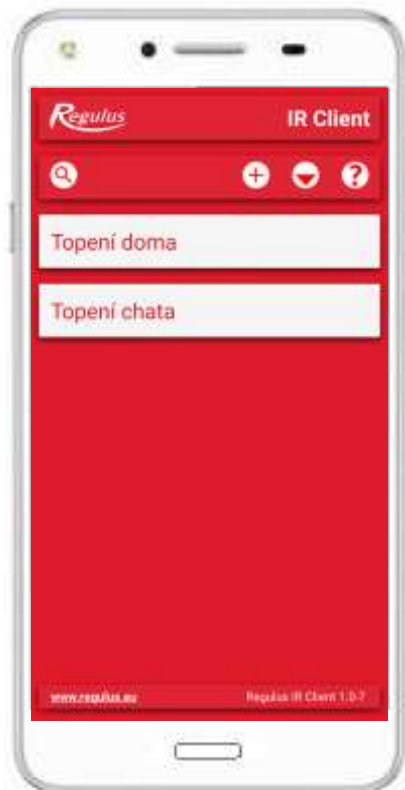 Regulus
IR Client
Topení doma
Topení chata
www.regulus.eu
Regulus IR Client 1.0-7